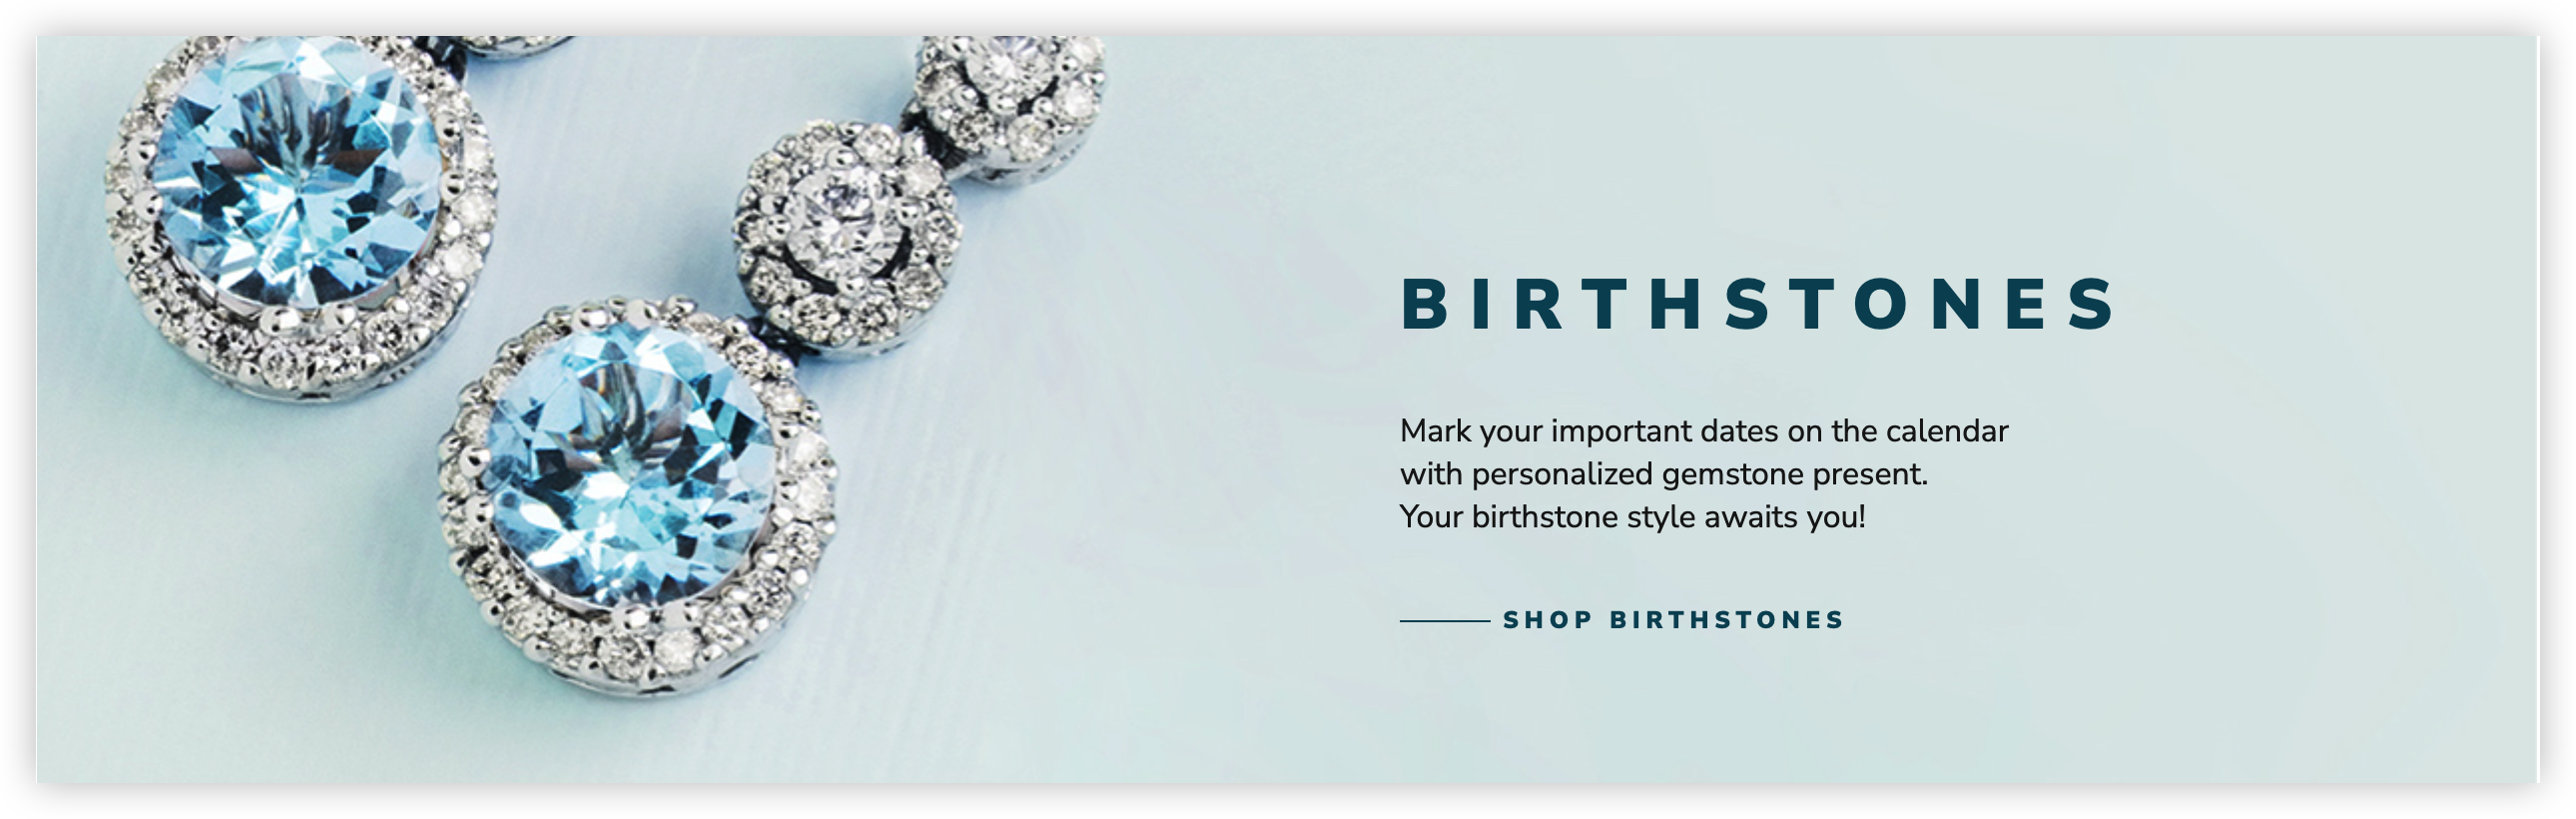 BIRTHSTONES
Mark your important dates on the calendar
with personalized gemstone present.
Your birthstone style awaits you!
SHOP BIRTHSTONES